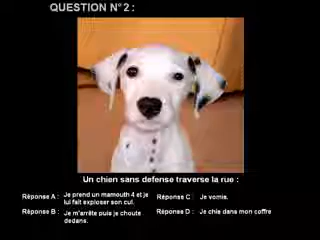 QUESTION N°2 :
Un chien sans defense traverse la rue :
Réponse A : Je prend un mamouth 4 et je
lui fait exploser son cul.
Réponse C : Je vomis.
Réponse B : Je m'arrête puis je choute
dedans.
Réponse D : Je chie dans mon coffre